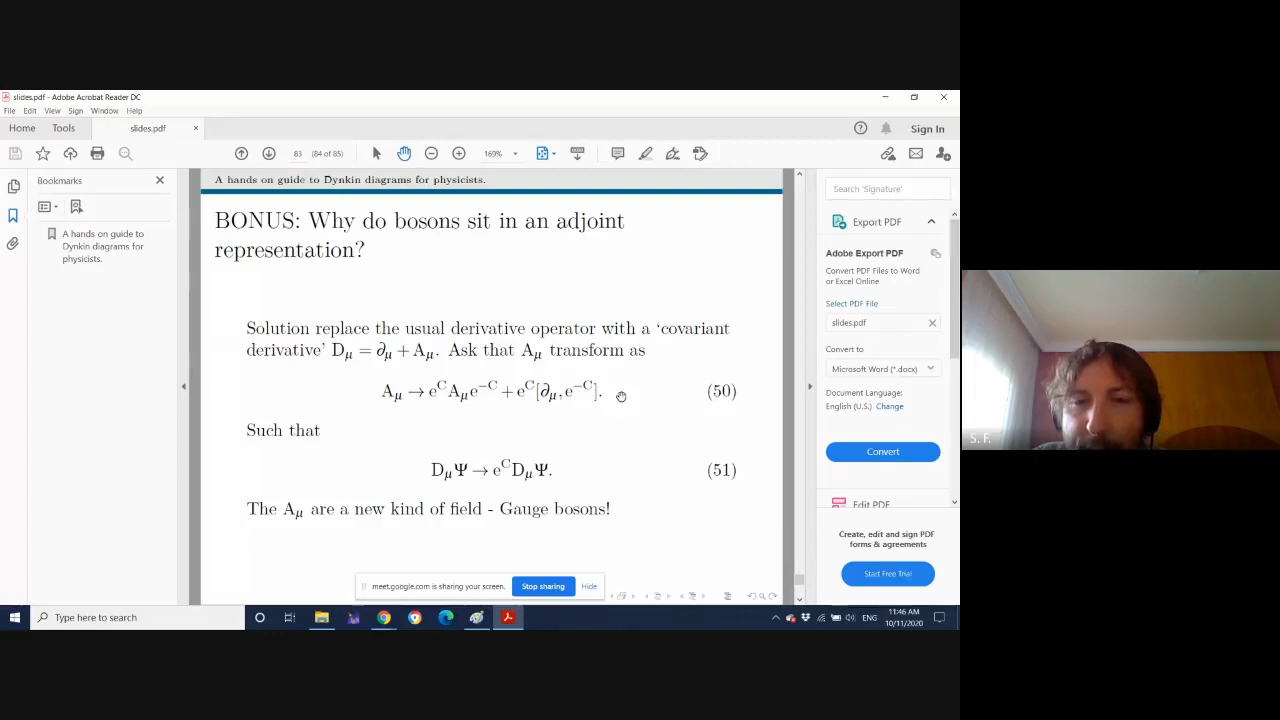 slides.pdf - Adobe Acrobat Reader DC
File Edit View Sign Window Help
Home Tools slides.pdf × Sign In
83 (84 of 85) 169%
Bookmarks
A hands on guide to
Dynkin diagrams for
physicists.
A hands on guide to Dynkin diagrams for physicists.
BONUS: Why do bosons sit in an adjoint
representation?
Solution replace the usual derivative operator with a ‘covariant
derivative’ D_μ = ∂_μ + A_μ. Ask that A_μ transform as
A_μ → e^C A_μ e^{−C} + e^C[∂_μ, e^{−C}]. (50)
Such that
D_μΨ → e^C D_μΨ. (51)
The A_μ are a new kind of field - Gauge bosons!
meet.google.com is sharing your screen. Stop sharing Hide
Search 'Signature'
Export PDF
Adobe Export PDF
Convert PDF Files to Word
or Excel Online
Select PDF File
slides.pdf
Convert to
Microsoft Word (*.docx)
Document Language:
English (U.S.) Change
Convert
Edit PDF
Create, edit and sign PDF
forms & agreements
Start Free Trial
S. F.
Type here to search
ENG
11:46 AM
10/11/2020